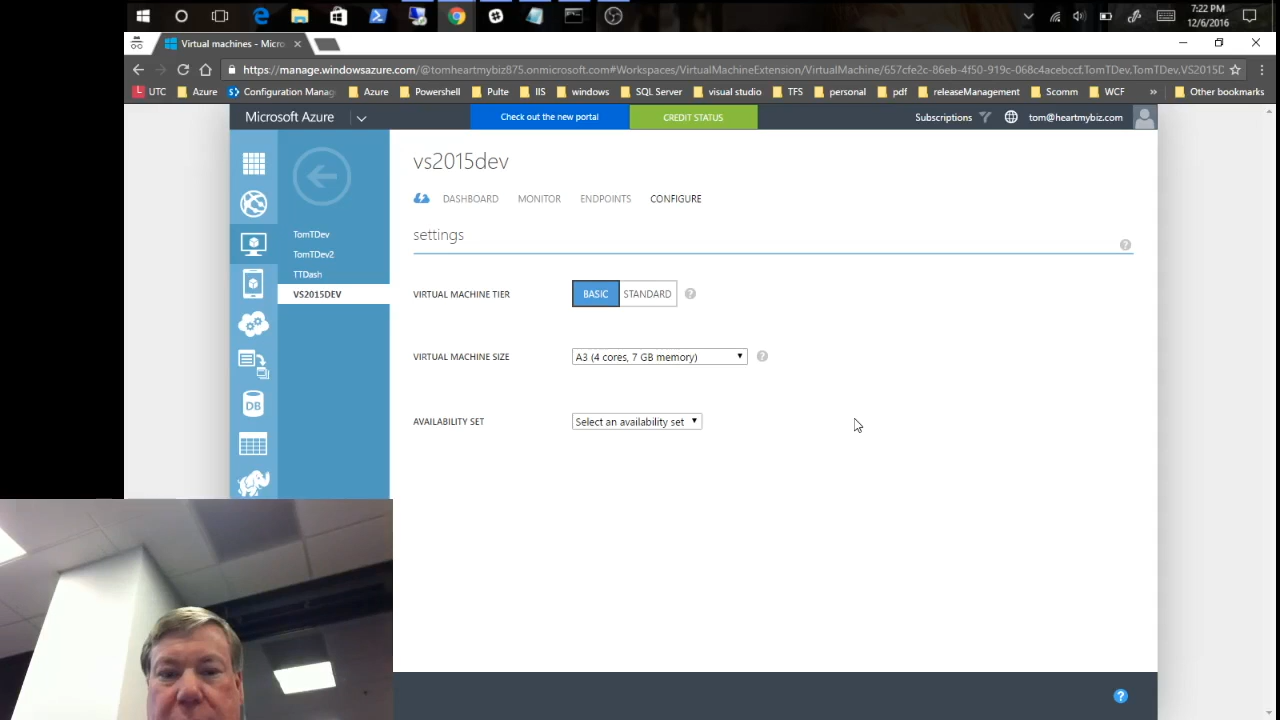 7:22 PM
12/6/2016
Virtual machines - Micro
https://manage.windowsazure.com/@tomheartmybiz875.onmicrosoft.com#Workspaces/VirtualMachineExtension/VirtualMachine/657cfe2c-86eb-4f50-919c-068c4acebccf,TomTDev,TomTDev,VS2015D
UTC Azure Configuration Manag Azure Powershell Pulte IIS windows SQL Server visual studio TFS personal pdf releaseManagement Scomm WCF » Other bookmarks
Microsoft Azure Check out the new portal CREDIT STATUS Subscriptions tom@heartmybiz.com
vs2015dev
DASHBOARD MONITOR ENDPOINTS CONFIGURE
settings
?
TomTDev
TomTDev2
TTDash
VS2015DEV
VIRTUAL MACHINE TIER BASIC STANDARD ?
VIRTUAL MACHINE SIZE A3 (4 cores, 7 GB memory) ?
AVAILABILITY SET Select an availability set
DB
?